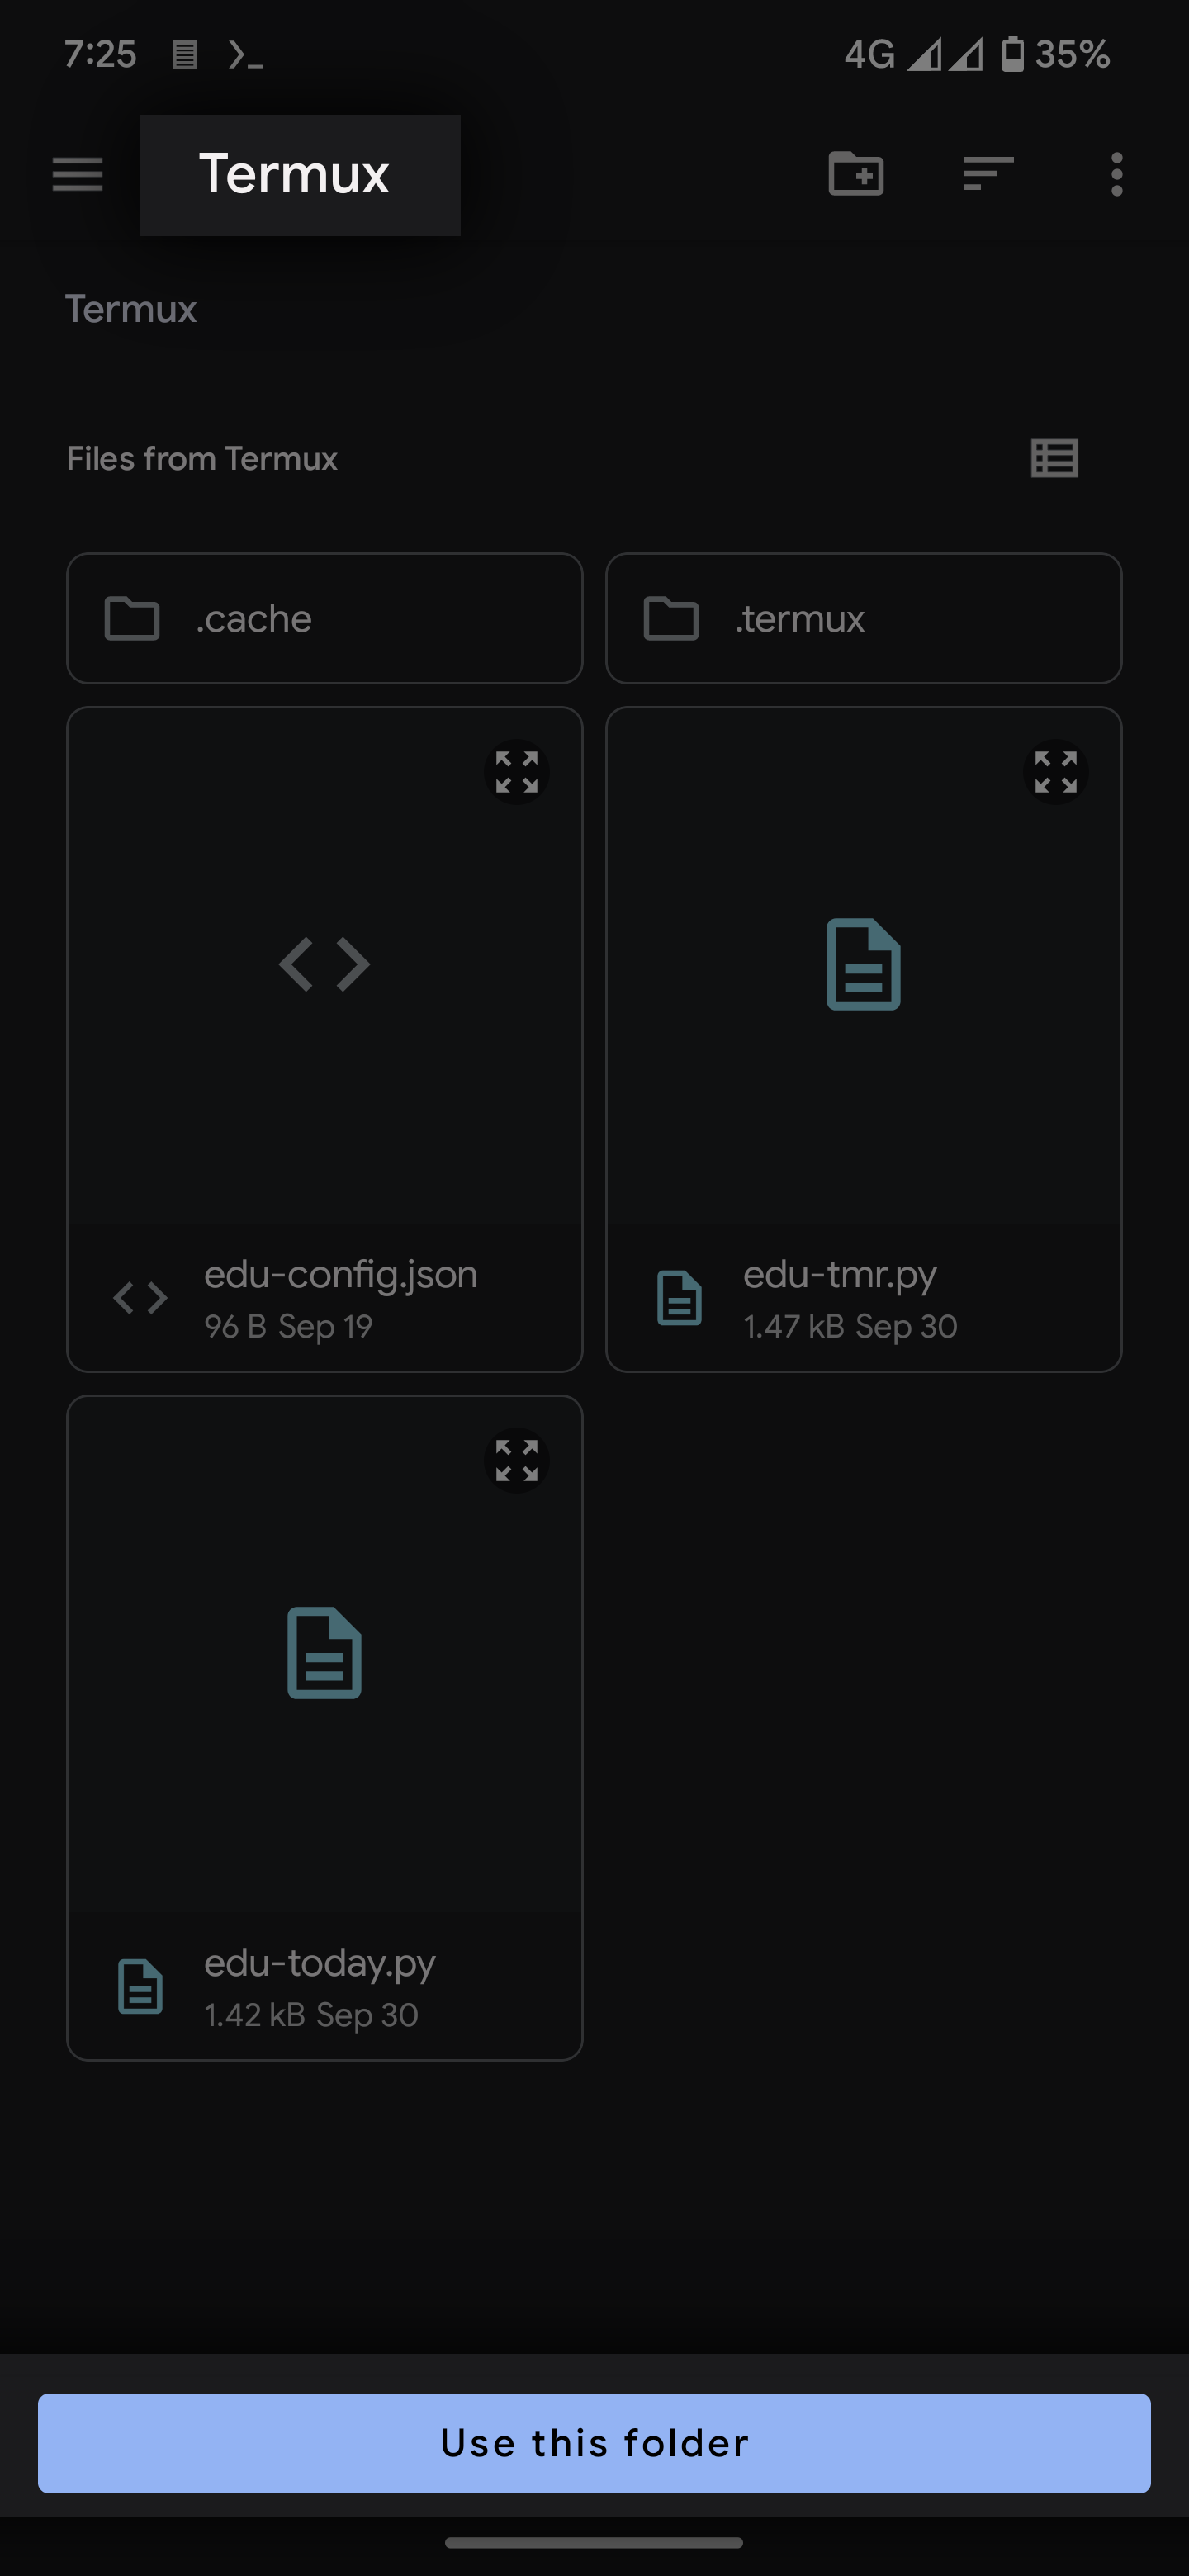 7:25 4G 35%
Termux
Termux
Files from Termux
.cache .termux
edu-config.json
96 B Sep 19
edu-tmr.py
1.47 kB Sep 30
edu-today.py
1.42 kB Sep 30
Use this folder